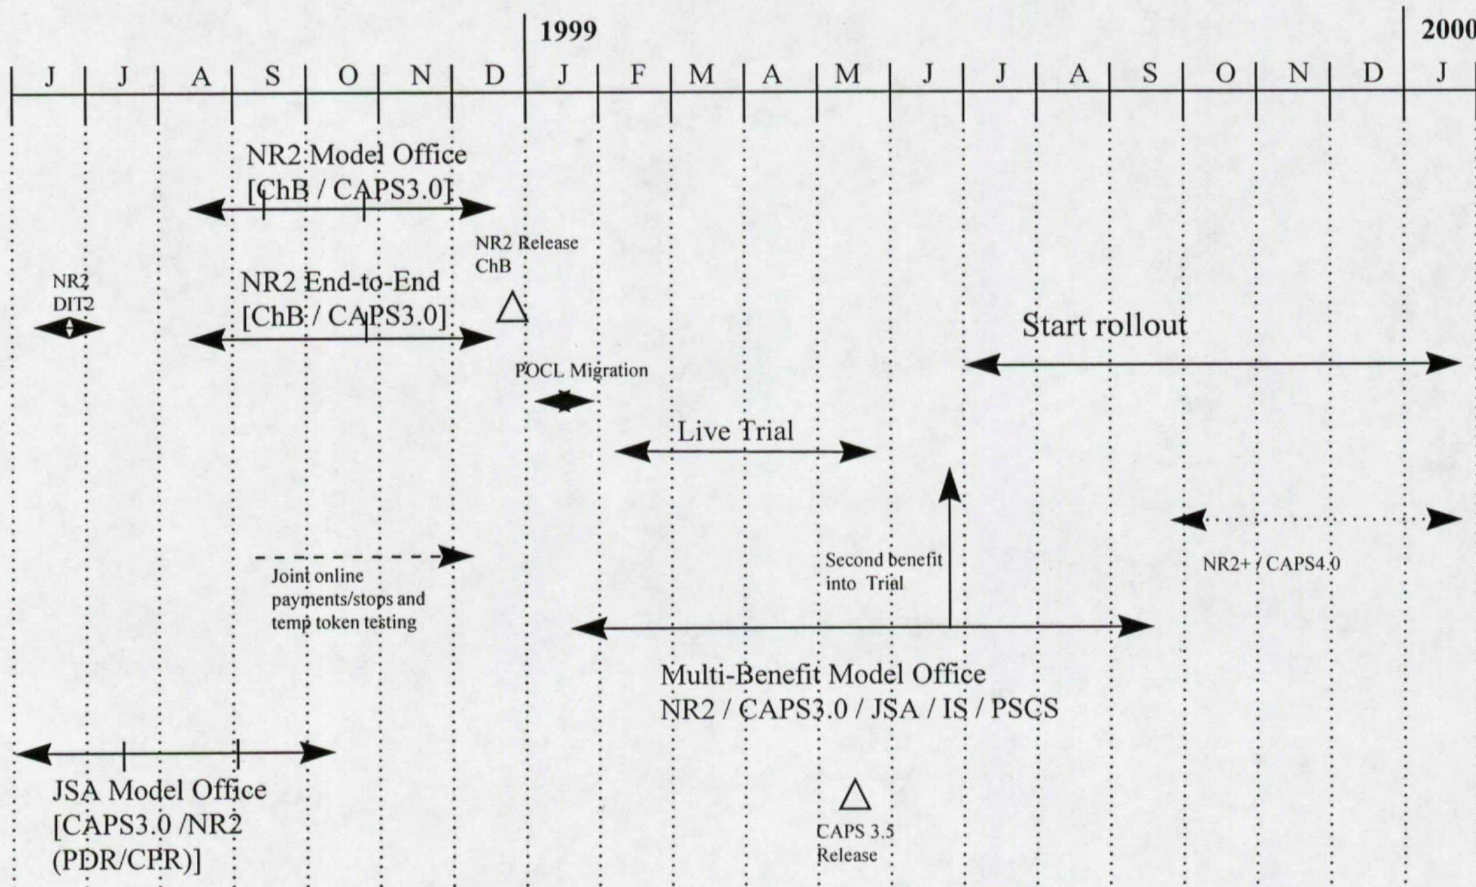 1999
2000
J J A S O N D J F M A M J J A S O N D J
NR2 Model Office
[ChB / CAPS3.0]
NR2 Release
ChB
NR2
DIT2
NR2 End-to-End
[ChB / CAPS3.0]
Start rollout
POCL Migration
Live Trial
Second benefit
into Trial
NR2+ / CAPS4.0
Joint online
payments/stops and
temp token testing
Multi-Benefit Model Office
NR2 / CAPS3.0 / JSA / IS / PSCS
JSA Model Office
[CAPS3.0 /NR2
(PDR/CPR)]
CAPS 3.5
Release